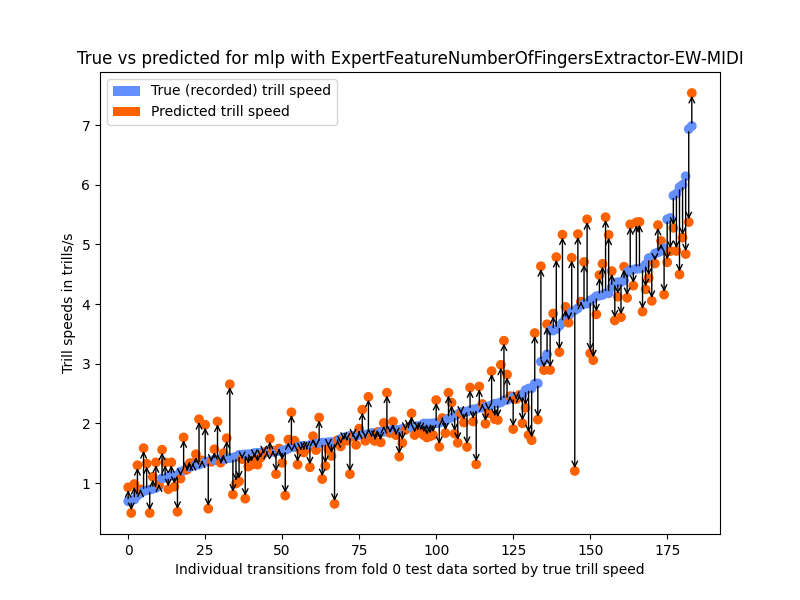 True vs predicted for mlp with ExpertFeatureNumberOfFingersExtractor-EW-MIDI
True (recorded) trill speed
Predicted trill speed
Trill speeds in trills/s
7
6
5
4
3
2
1
0 25 50 75 100 125 150 175
Individual transitions from fold 0 test data sorted by true trill speed